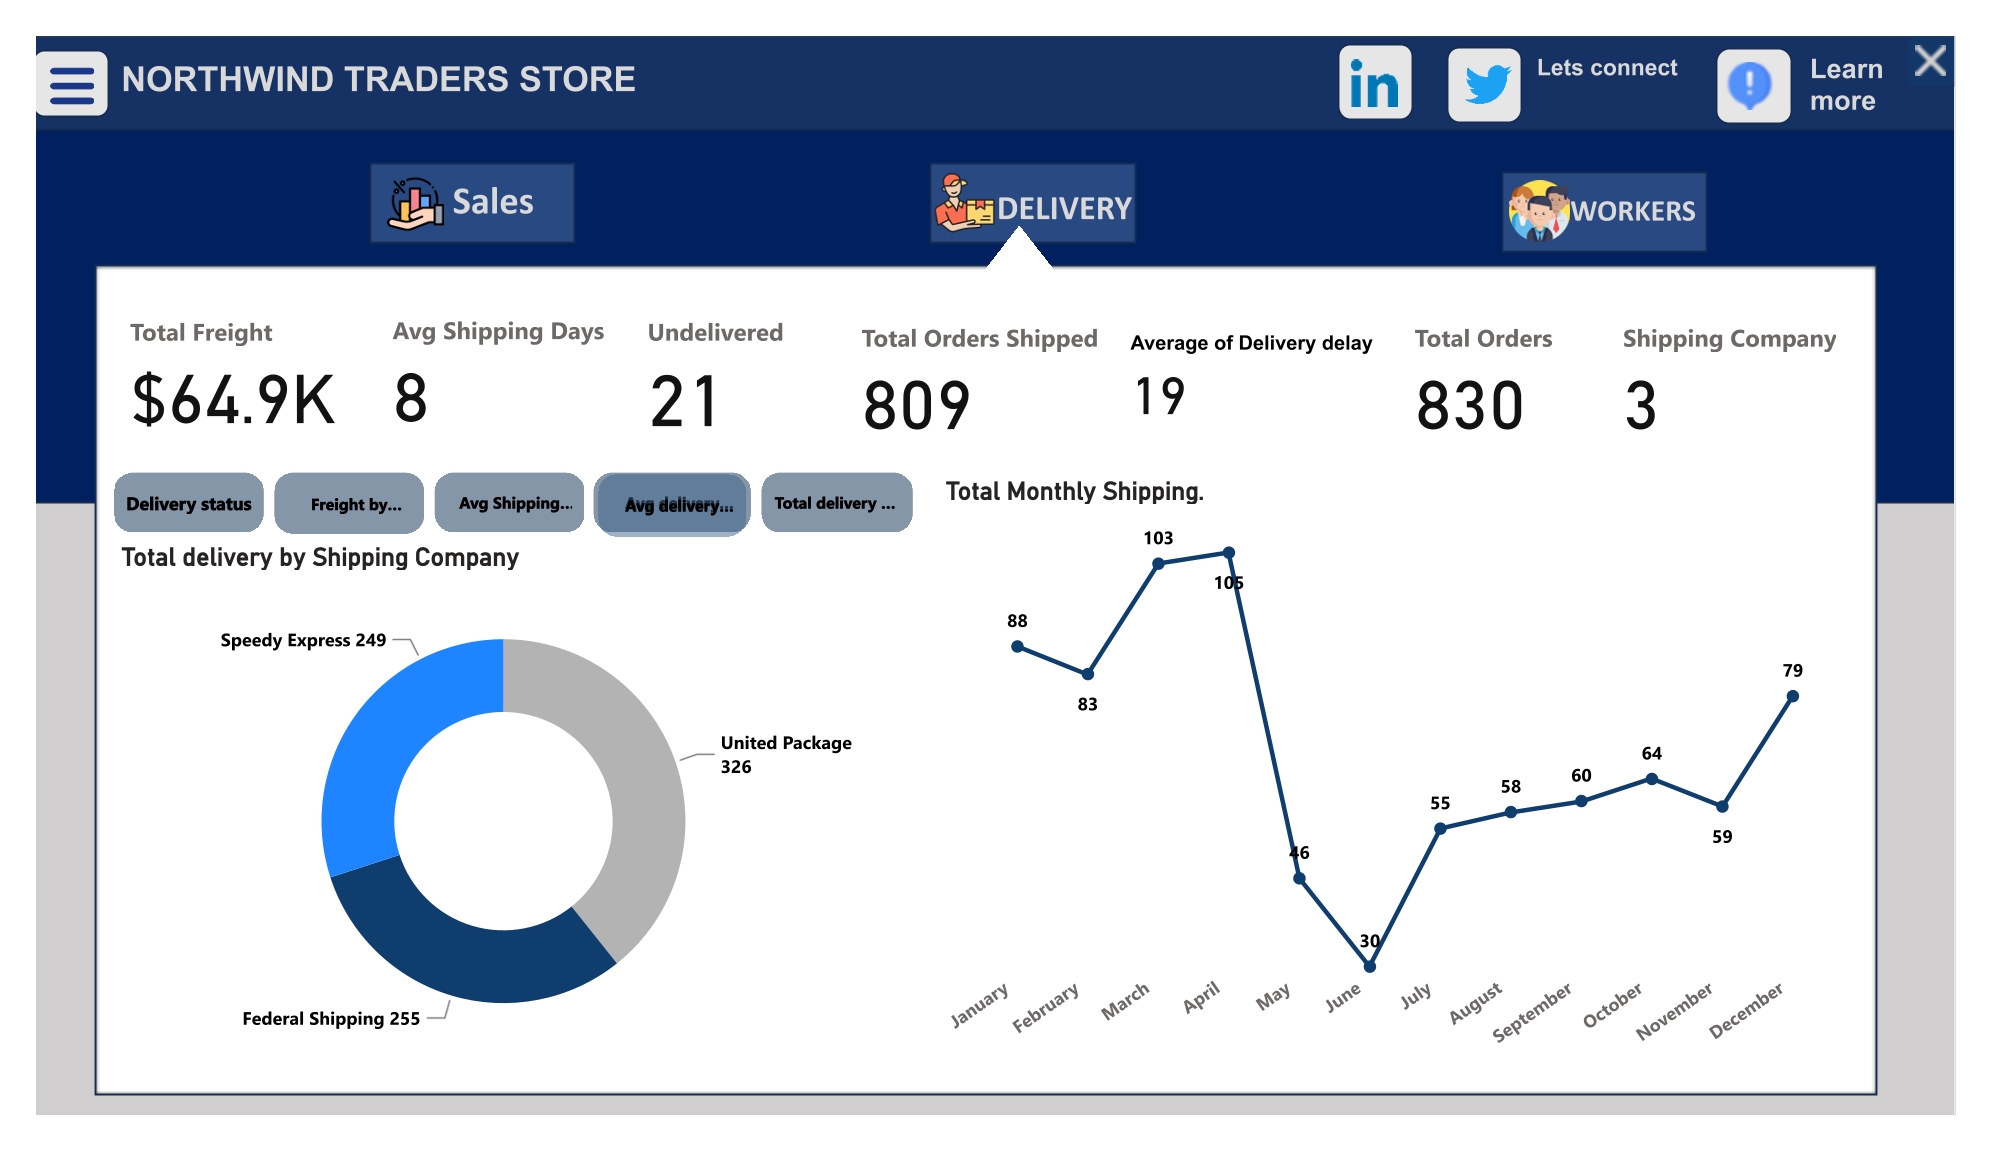 NORTHWIND TRADERS STORE
in
Lets connect
Learn
more
Sales
DELIVERY
WORKERS
Total Freight
$64.9K
Avg Shipping Days
8
Undelivered
21
Total Orders Shipped
809
Average of Delivery delay
19
Total Orders
830
Shipping Company
3
Delivery status
Freight by...
Avg Shipping...
Avg delivery...
Total delivery ...
Total delivery by Shipping Company
Speedy Express 249
United Package
326
Federal Shipping 255
Total Monthly Shipping.
88
83
103
105
46
30
55
58
60
64
59
79
January
February
March
April
May
June
July
August
September
October
November
December